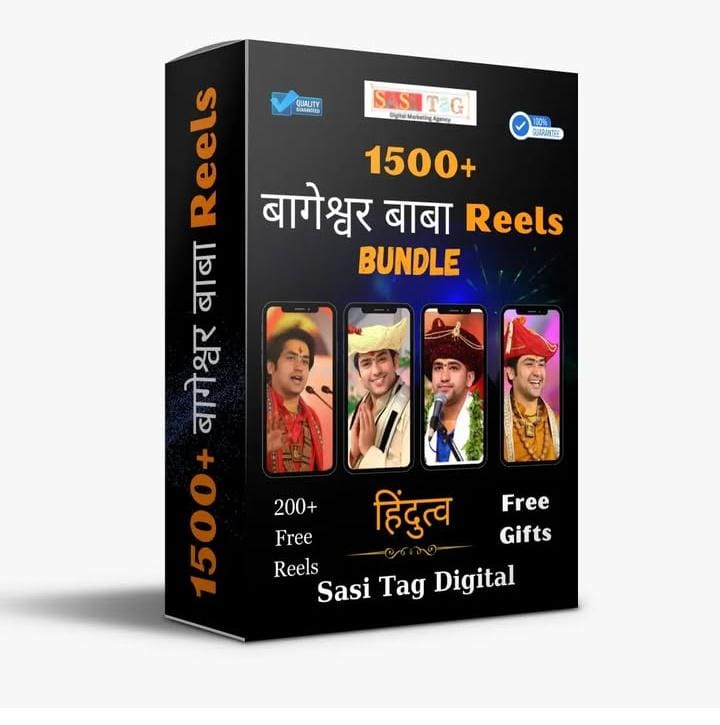 1500+ बागेश्वर बाबा Reels
QUALITY
GUARANTEED
SASI TAG
Digital Marketing Agency
100%
GUARANTEE
1500+
बागेश्वर बाबा Reels
BUNDLE
200+
Free
Reels
हिंदुत्व
Free
Gifts
Sasi Tag Digital